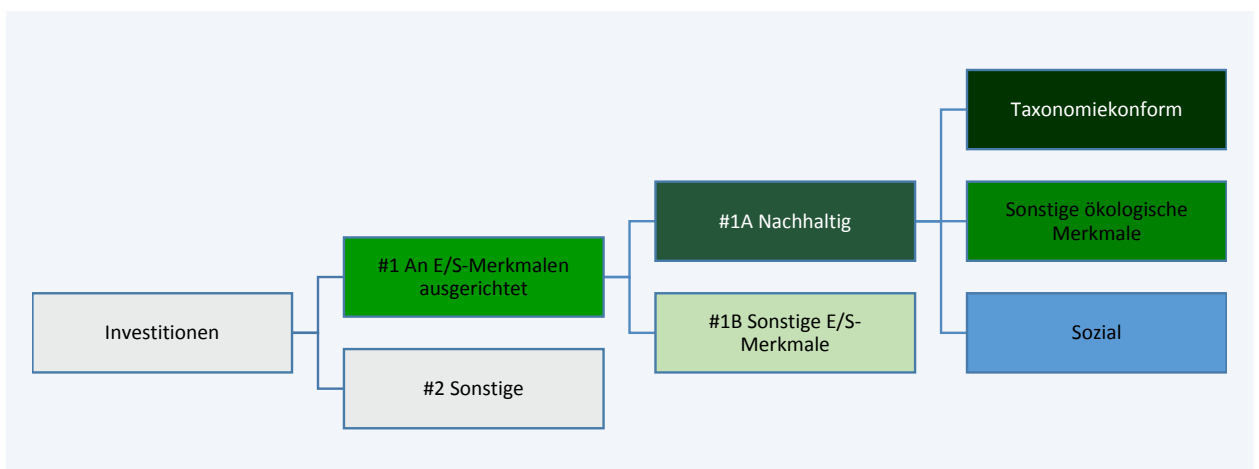 Investitionen
#1 An E/S-Merkmalen
ausgerichtet
#2 Sonstige
#1A Nachhaltig
#1B Sonstige E/S-
Merkmale
Taxonomiekonform
Sonstige ökologische
Merkmale
Sozial